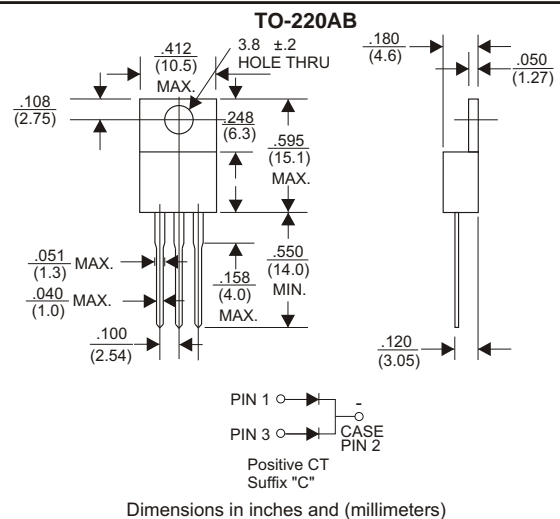 TO-220AB
.412
(10.5)
MAX.
3.8 ±.2
HOLE THRU
.180
(4.6)
.050
(1.27)
.108
(2.75)
.248
(6.3)
.595
(15.1)
MAX.
.051
(1.3) MAX.
.040
(1.0) MAX.
.158
(4.0)
MAX.
.550
(14.0)
MIN.
.100
(2.54)
.120
(3.05)
PIN 1
-
PIN 3
CASE
PIN 2
Positive CT
Suffix "C"
Dimensions in inches and (millimeters)